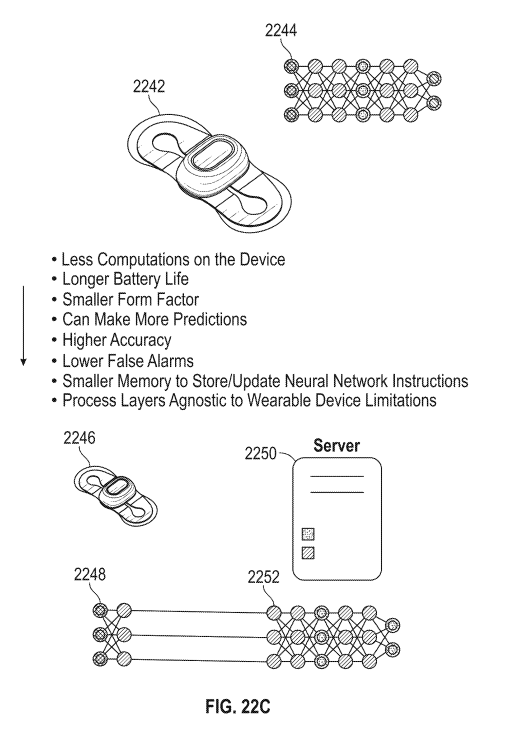 2244
2242
• Less Computations on the Device
• Longer Battery Life
• Smaller Form Factor
• Can Make More Predictions
• Higher Accuracy
• Lower False Alarms
• Smaller Memory to Store/Update Neural Network Instructions
• Process Layers Agnostic to Wearable Device Limitations
2246
Server
2250
2248
2252
FIG. 22C